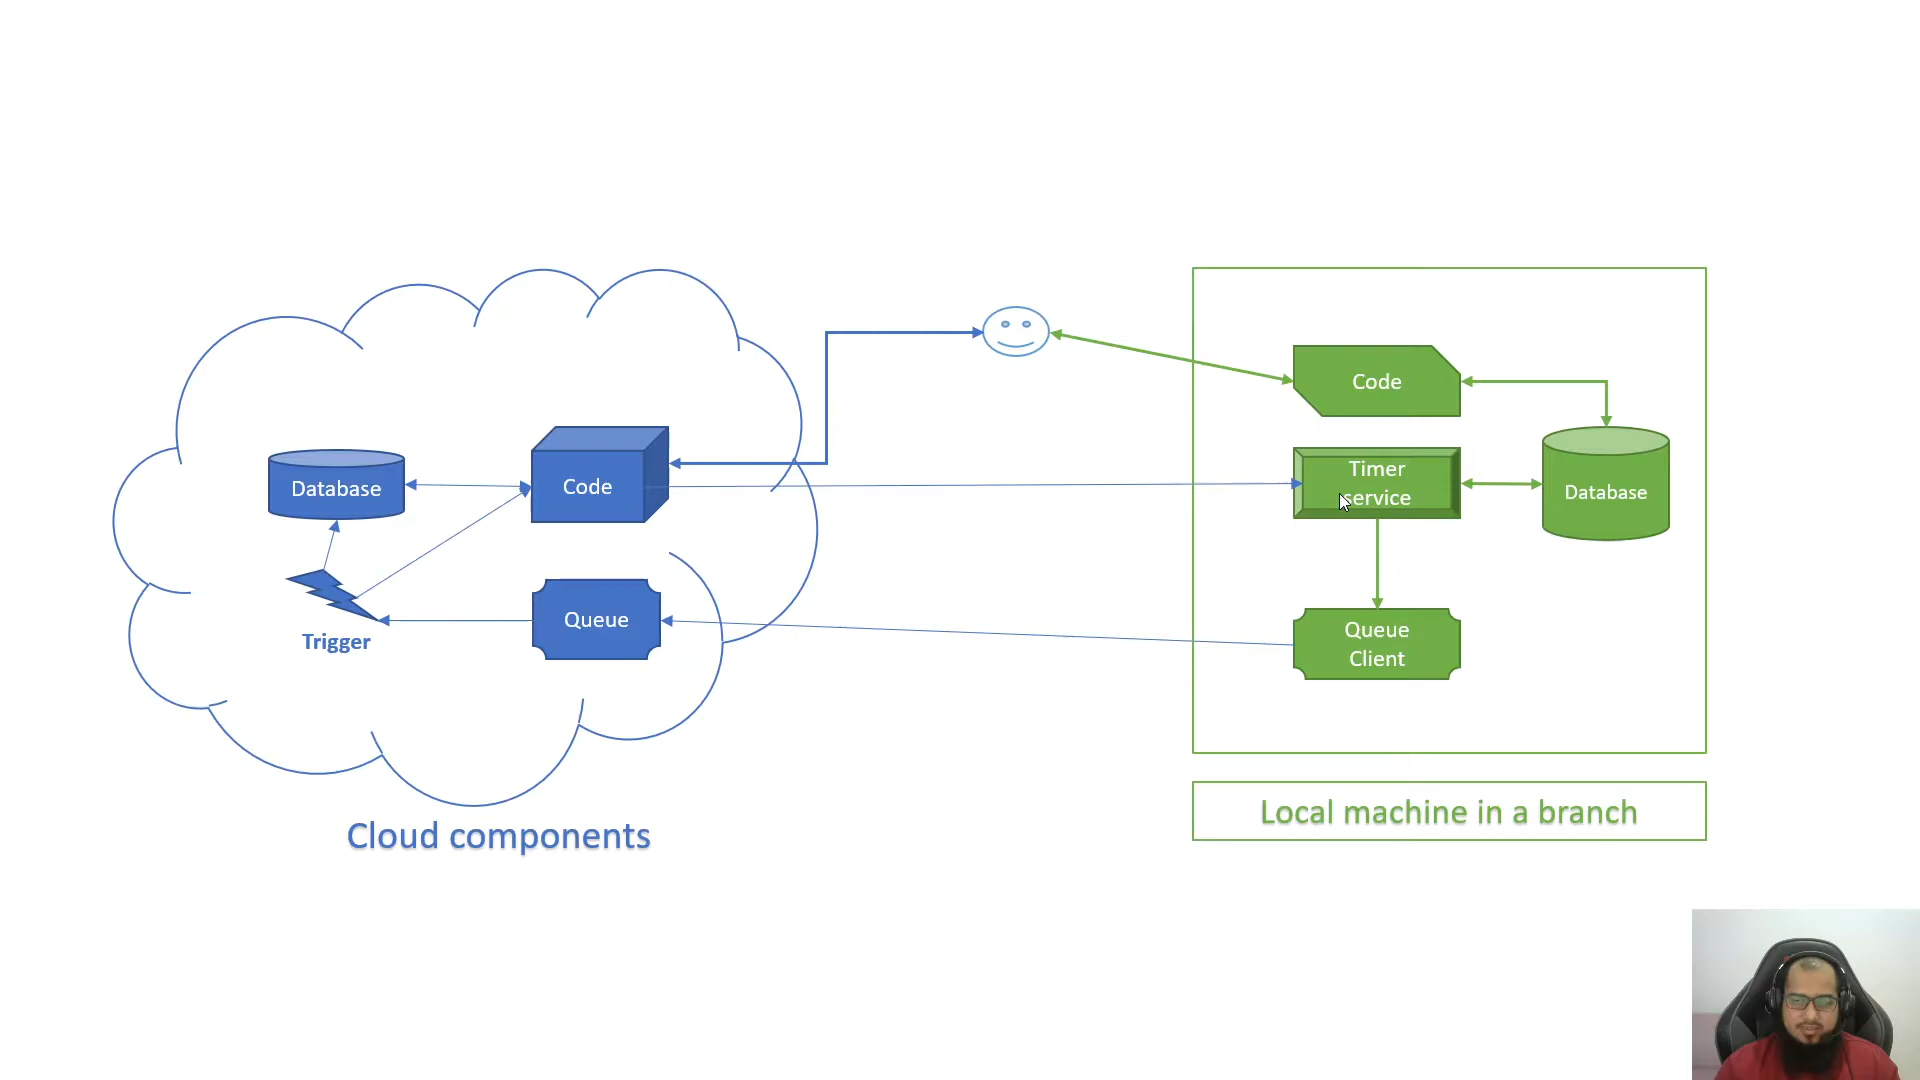 Database
Code
Trigger
Queue
Cloud components
Code
Timer
service
Database
Queue
Client
Local machine in a branch